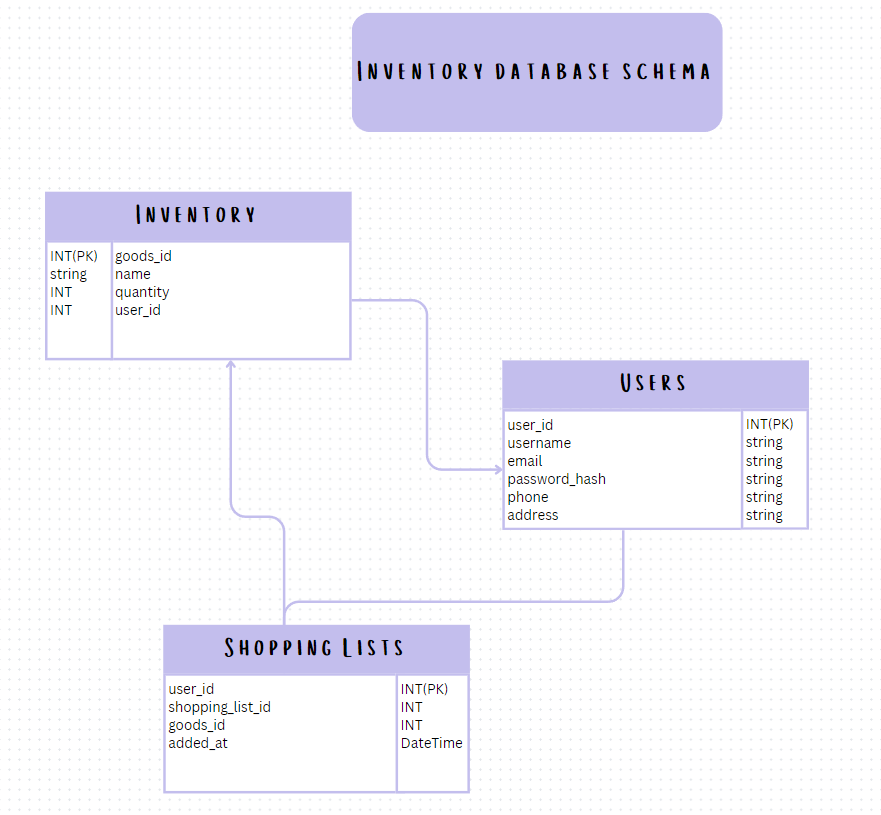 Inventory database schema
Inventory
INT(PK) goods_id
string name
INT quantity
INT user_id
Users
user_id INT(PK)
username string
email string
password_hash string
phone string
address string
Shopping Lists
user_id INT(PK)
shopping_list_id INT
goods_id INT
added_at DateTime